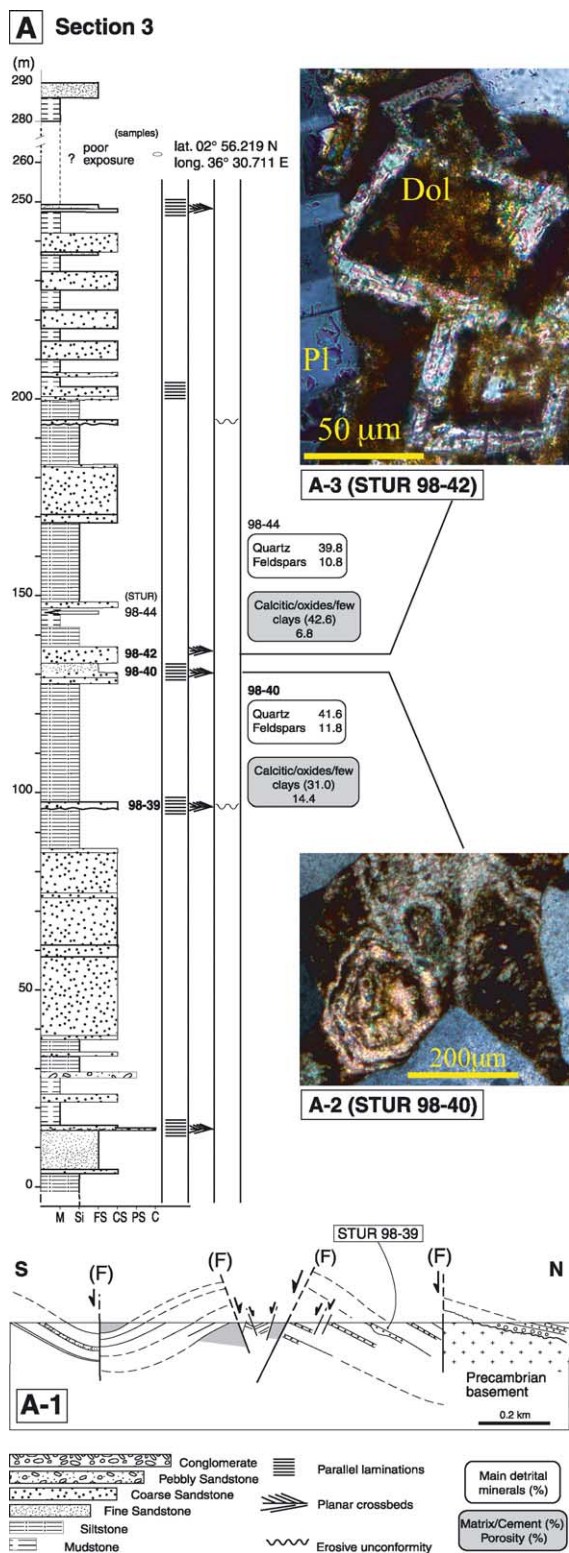 A Section 3
(m)
290
280
(samples)
? poor
exposure
lat. 02° 56.219 N
long. 36° 30.711 E
260
250
200
150
100
50
0
(STUR)
98-44
98-42
98-40
98-39
M Si FS CS PS C
Dol
Pl
50 µm
A-3 (STUR 98-42)
98-44
Quartz 39.8
Feldspars 10.8
Calcitic/oxides/few
clays (42.6)
6.8
98-40
Quartz 41.6
Feldspars 11.8
Calcitic/oxides/few
clays (31.0)
14.4
200µm
A-2 (STUR 98-40)
STUR 98-39
S (F) (F) (F) (F) N
Precambrian
basement
A-1
0.2 km
Conglomerate
Pebbly Sandstone
Coarse Sandstone
Fine Sandstone
Siltstone
Mudstone
Parallel laminations
Planar crossbeds
Erosive unconformity
Main detrital
minerals (%)
Matrix/Cement (%)
Porosity (%)